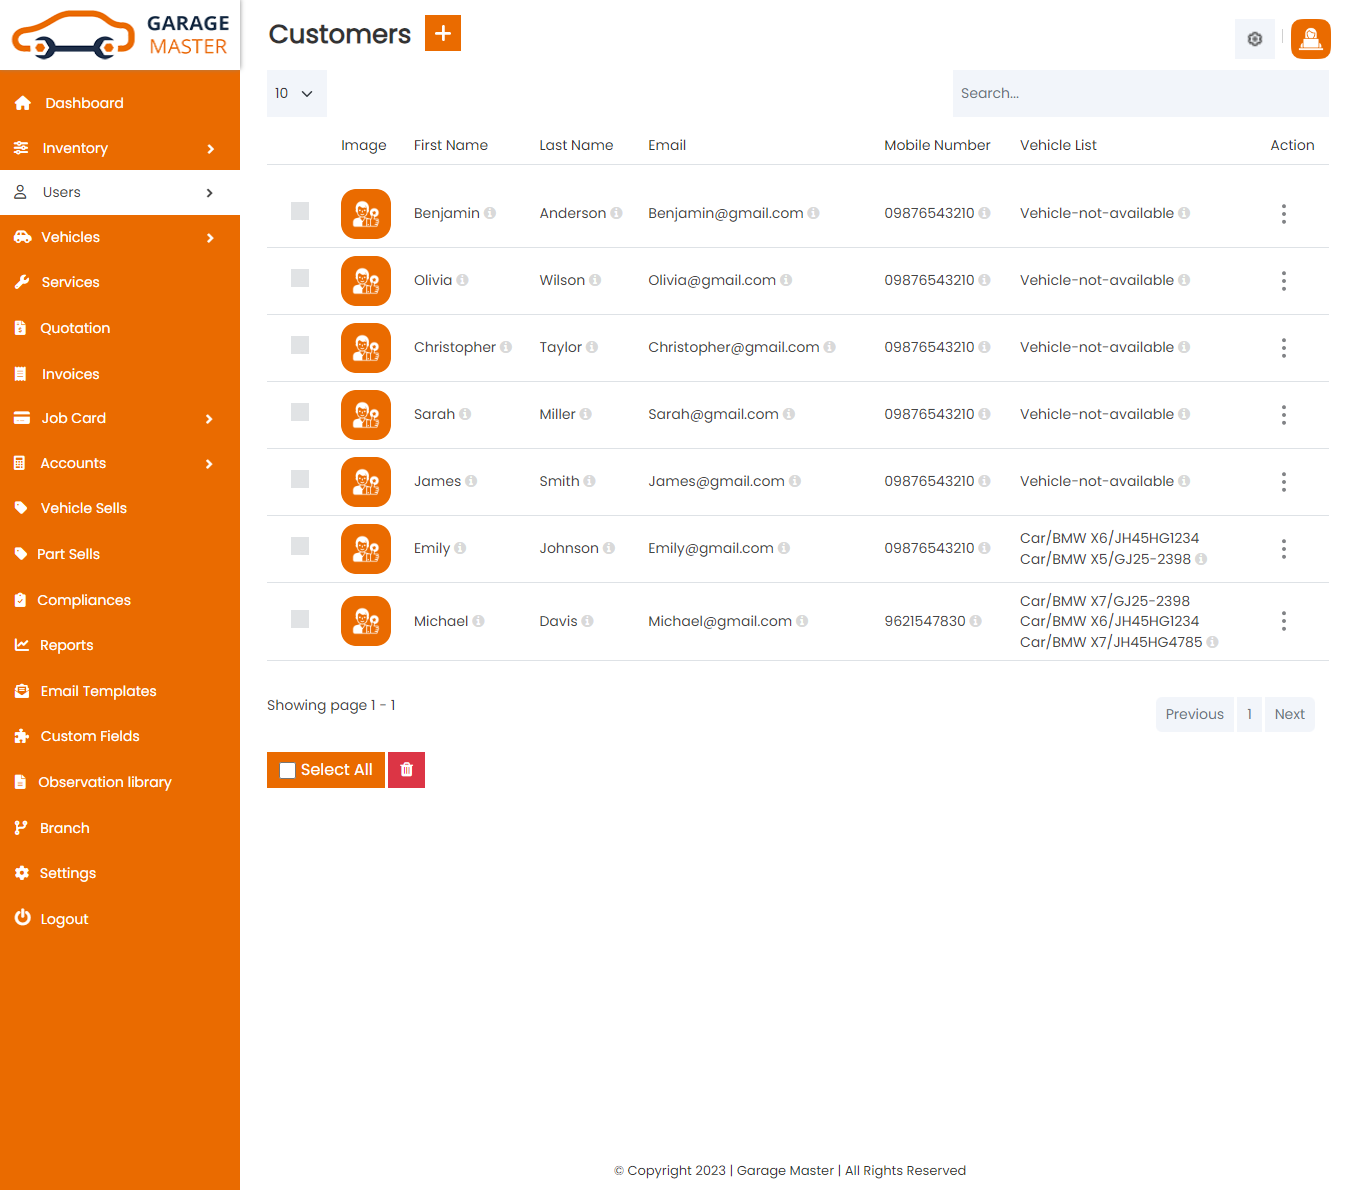 GARAGE
MASTER
Customers
Dashboard
Inventory
Users
Vehicles
Services
Quotation
Invoices
Job Card
Accounts
Vehicle Sells
Part Sells
Compliances
Reports
Email Templates
Custom Fields
Observation library
Branch
Settings
Logout
10
Search...
Image First Name Last Name Email Mobile Number Vehicle List Action
Benjamin Anderson Benjamin@gmail.com 09876543210 Vehicle-not-available
Olivia Wilson Olivia@gmail.com 09876543210 Vehicle-not-available
Christopher Taylor Christopher@gmail.com 09876543210 Vehicle-not-available
Sarah Miller Sarah@gmail.com 09876543210 Vehicle-not-available
James Smith James@gmail.com 09876543210 Vehicle-not-available
Emily Johnson Emily@gmail.com 09876543210 Car/BMW X6/JH45HG1234
Car/BMW X5/GJ25-2398
Michael Davis Michael@gmail.com 9621547830 Car/BMW X7/GJ25-2398
Car/BMW X6/JH45HG1234
Car/BMW X7/JH45HG4785
Showing page 1 - 1
Previous 1 Next
Select All
© Copyright 2023 | Garage Master | All Rights Reserved